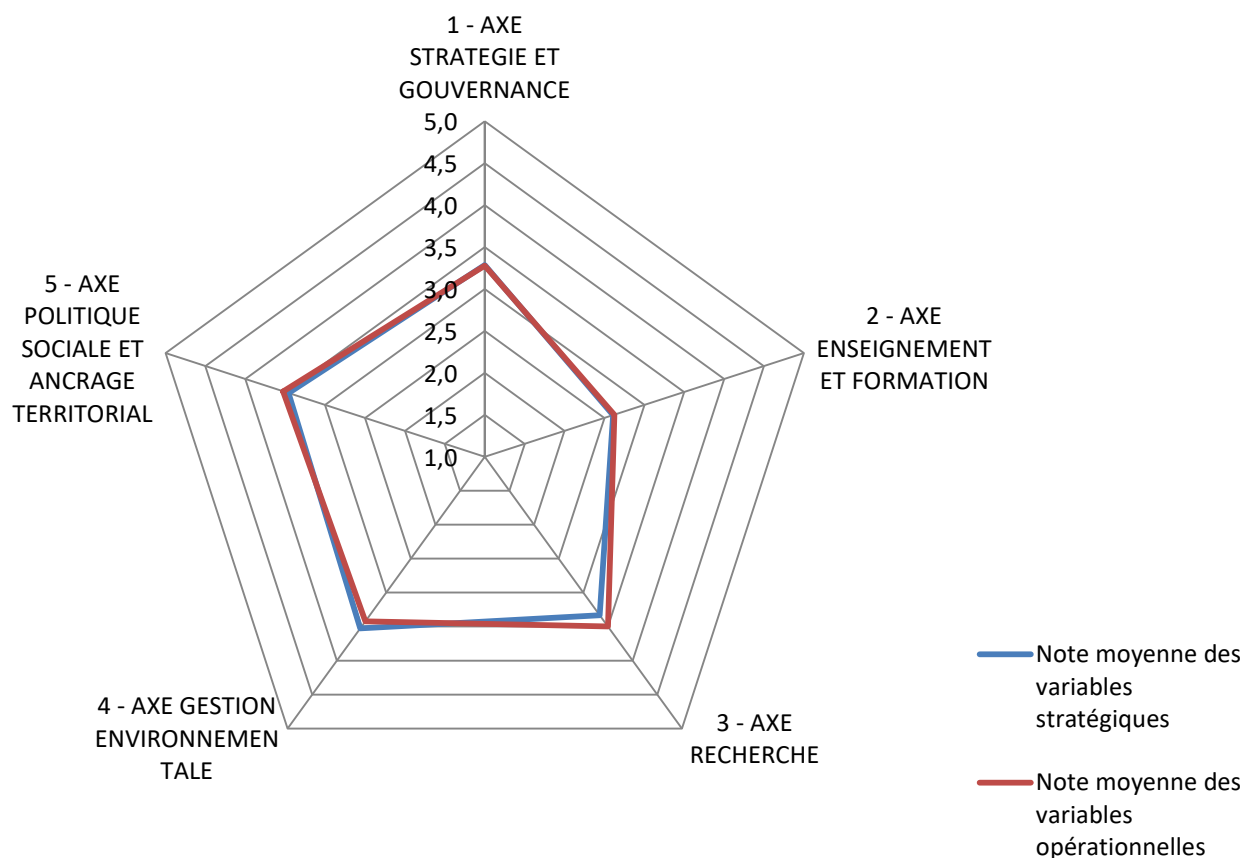 1 - AXE
STRATEGIE ET
GOUVERNANCE
5,0
4,5
4,0
3,5
3,0
2,5
2,0
1,5
1,0
2 - AXE
ENSEIGNEMENT
ET FORMATION
3 - AXE
RECHERCHE
4 - AXE GESTION
ENVIRONNEMEN
TALE
5 - AXE
POLITIQUE
SOCIALE ET
ANCRAGE
TERRITORIAL
Note moyenne des
variables
stratégiques
Note moyenne des
variables
opérationnelles